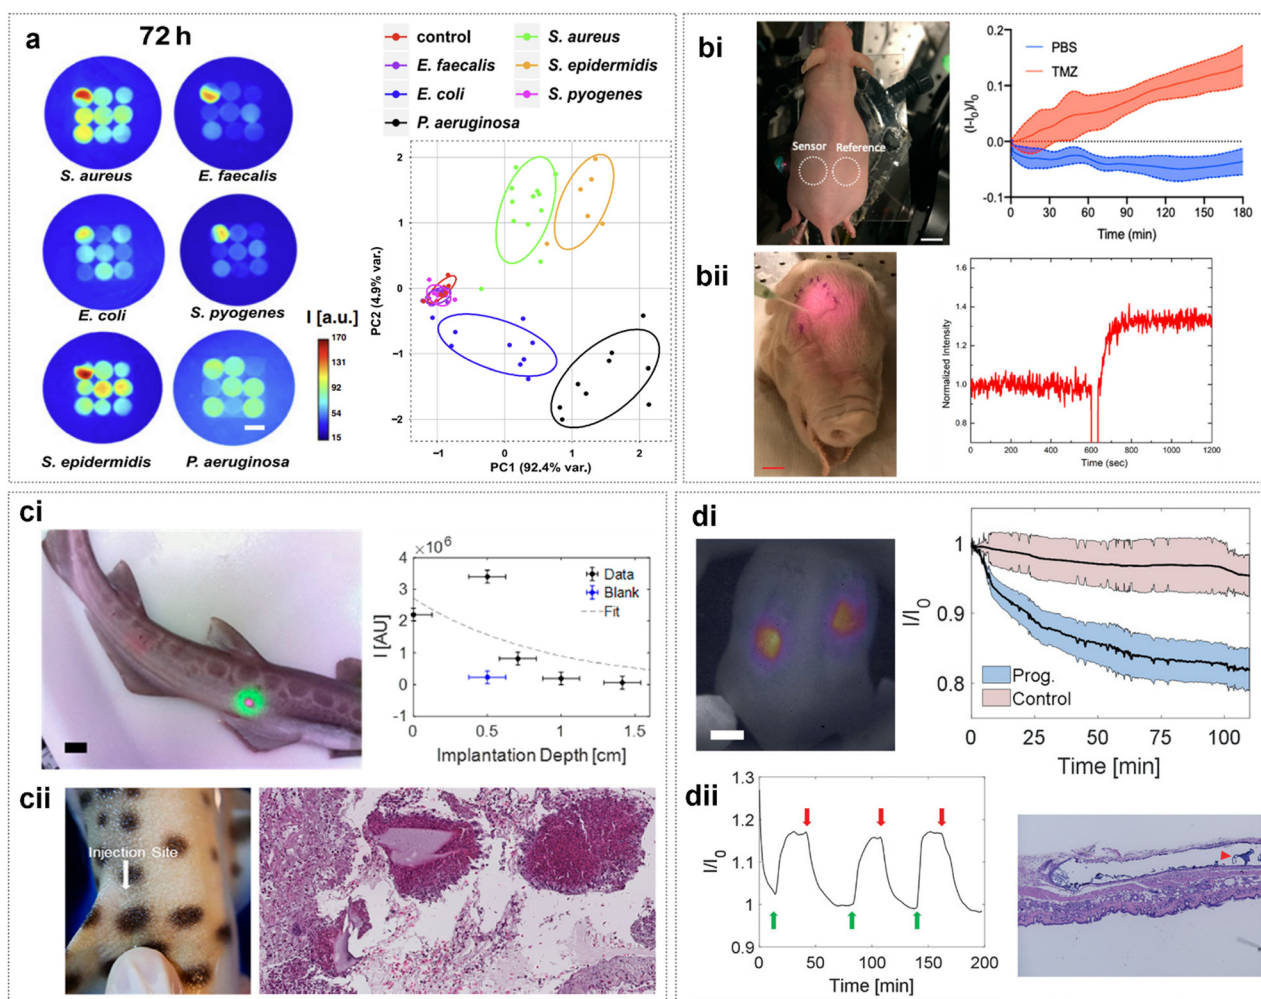 a
72 h
S. aureus
E. faecalis
E. coli
S. pyogenes
S. epidermidis
P. aeruginosa
I [a.u.]
170
131
92
54
15
control
S. aureus
E. faecalis
S. epidermidis
E. coli
S. pyogenes
P. aeruginosa
PC2 (4.9% var.)
2
1
0
−1
−2
−1
0
1
2
PC1 (92.4% var.)
bi
Sensor
Reference
PBS
TMZ
(I-I0)/I0
0.2
0.1
0.0
-0.1
0
30
60
90
120
150
180
Time (min)
bii
Normalized Intensity
1.6
1.4
1.2
1.0
0.8
0
200
400
600
800
1000
1200
Time (sec)
ci
×10^6
I [AU]
4
3
2
1
0
-1
Data
Blank
Fit
0
0.5
1
1.5
Implantation Depth [cm]
cii
Injection Site
di
I/I0
1
0.9
0.8
Prog.
Control
0
25
50
75
100
Time [min]
dii
I/I0
1.3
1.2
1.1
1
0.9
0
50
100
150
200
Time [min]